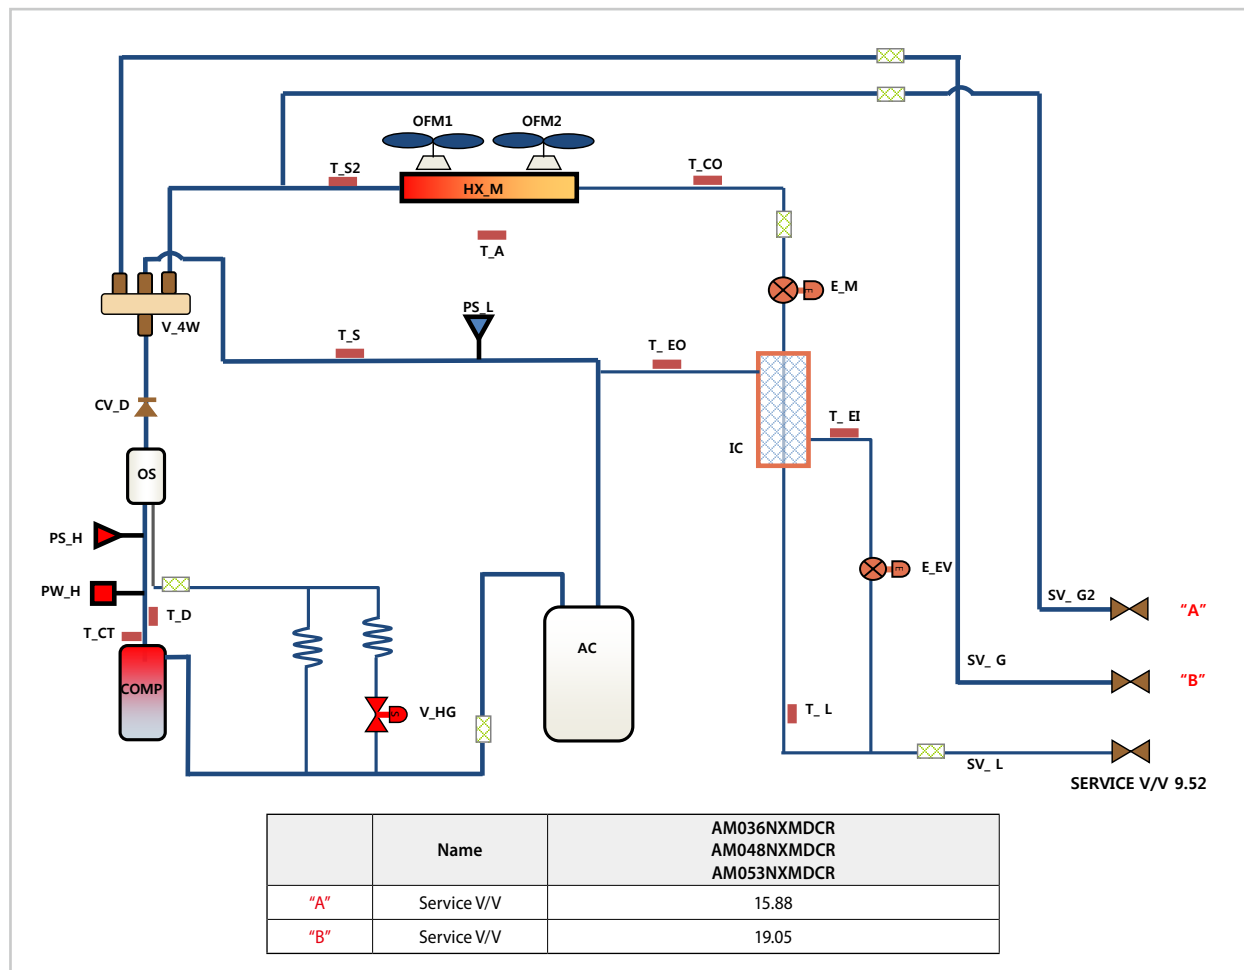 OFM1
OFM2
T_S2
T_CO
HX_M
T_A
E_M
PS_L
V_4W
T_S
T_ EO
CV_D
T_ EI
IC
OS
PS_H
E_EV
PW_H
T_D
SV_ G2
"A"
T_CT
AC
SV_ G
COMP
"B"
V_HG
S
E
E
T_ L
SV_ L
SERVICE V/V 9.52
Name
AM036NXMDCR
AM048NXMDCR
AM053NXMDCR
"A" Service V/V 15.88
"B" Service V/V 19.05